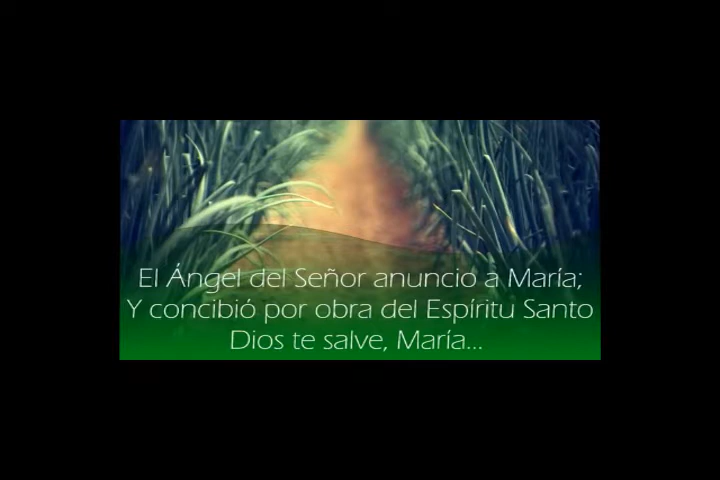 El Ángel del Señor anuncio a María;
Y concibió por obra del Espíritu Santo
Dios te salve, María...